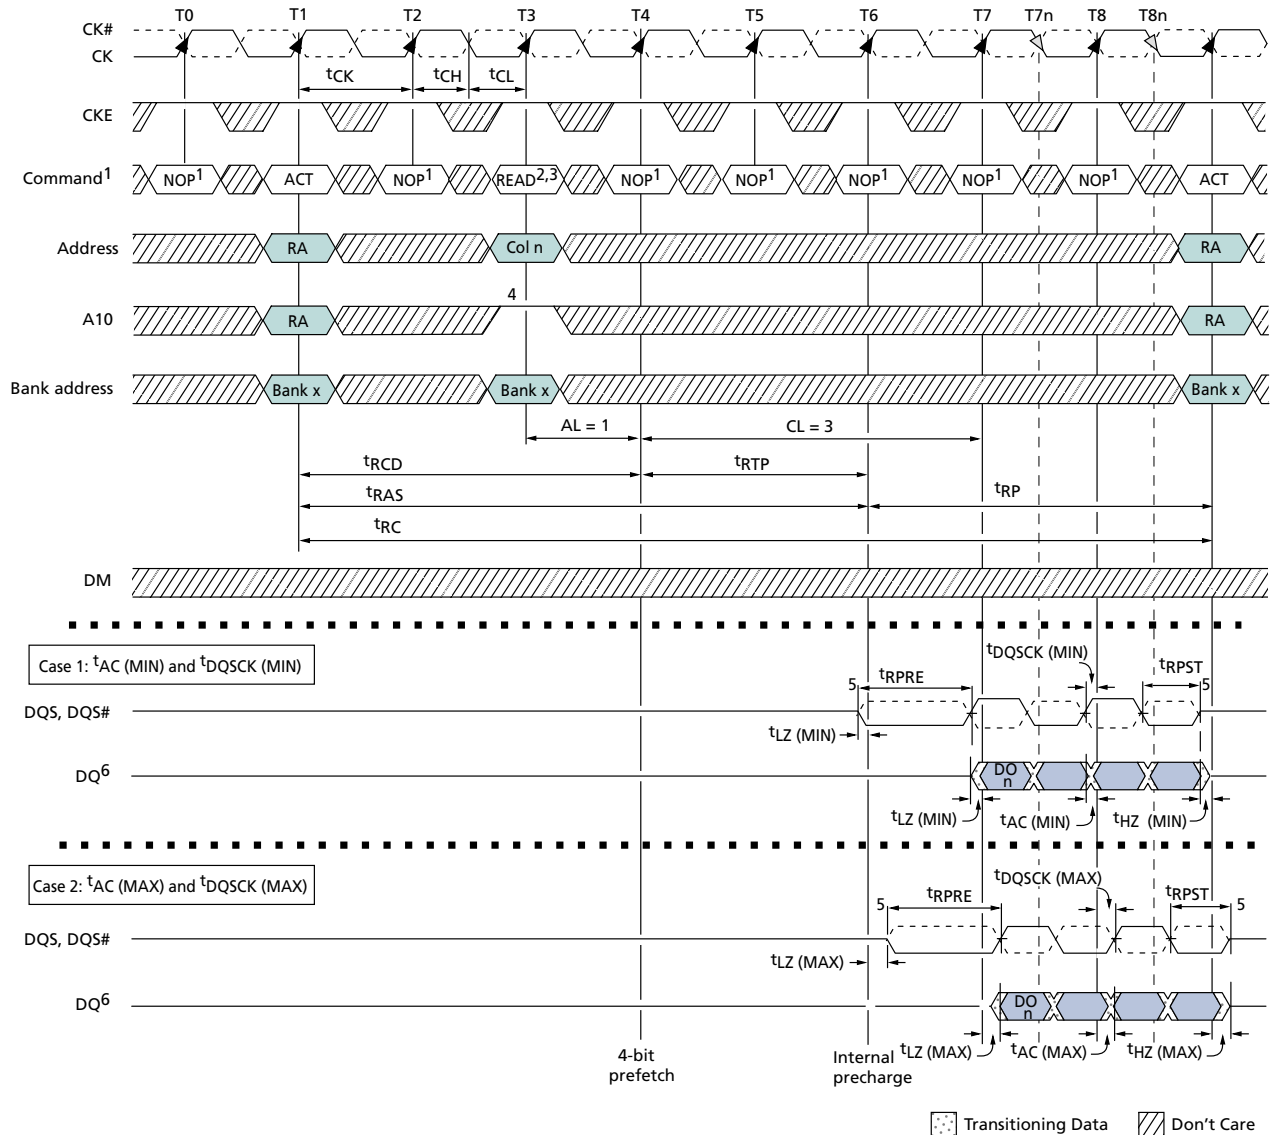 T0 T1 T2 T3 T4 T5 T6 T7 T7n T8 T8n
CK#
CK
tCK tCH tCL
CKE
Command1 NOP1 ACT NOP1 READ2,3 NOP1 NOP1 NOP1 NOP1 NOP1 ACT
Address RA Col n RA
4
A10 RA RA
Bank address Bank x Bank x Bank x
AL = 1 CL = 3
tRCD tRTP
tRAS tRP
tRC
DM
Case 1: tAC (MIN) and tDQSCK (MIN)
tDQSCK (MIN)
5 tRPRE tRPST 5
DQS, DQS#
tLZ (MIN)
DQ6 DO
n
tLZ (MIN) tAC (MIN) tHZ (MIN)
Case 2: tAC (MAX) and tDQSCK (MAX)
tDQSCK (MAX)
5 tRPRE tRPST 5
DQS, DQS#
tLZ (MAX)
DQ6 DO
n
tLZ (MAX) tAC (MAX) tHZ (MAX)
4-bit
prefetch
Internal
precharge
Transitioning Data Don't Care